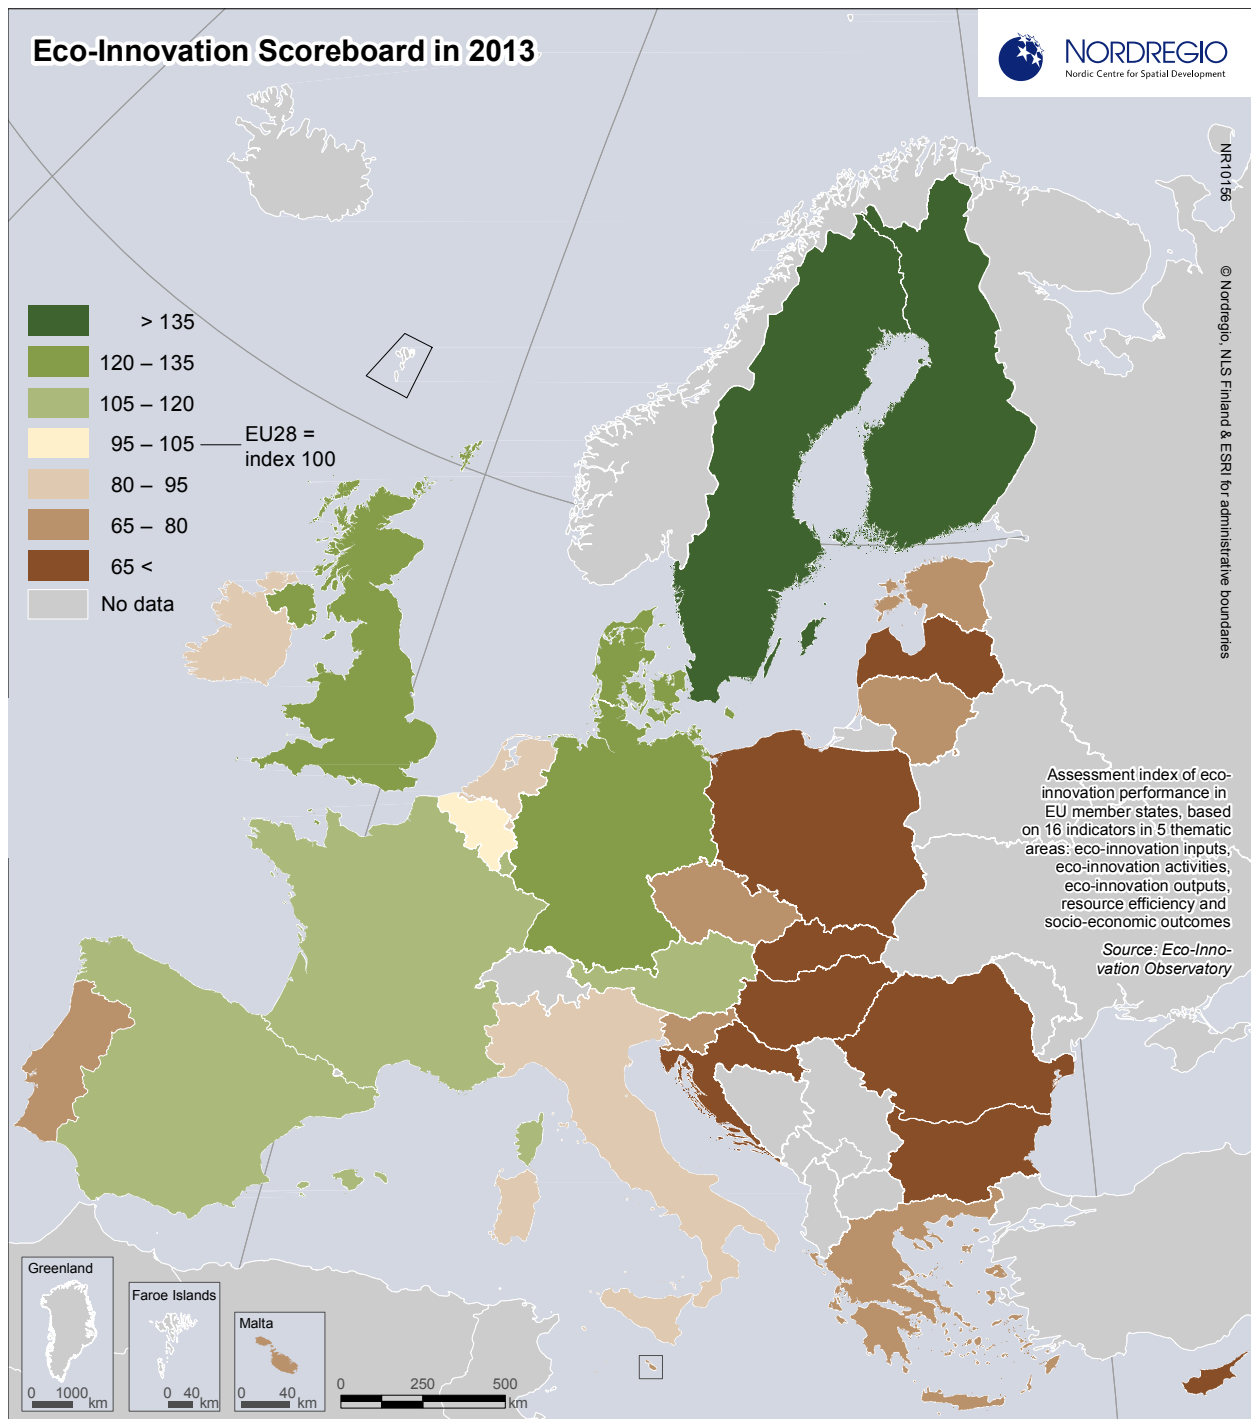 Eco-Innovation Scoreboard in 2013
NORDREGIO
Nordic Centre for Spatial Development
NR10156
© Nordregio, NLS Finland & ESRI for administrative boundaries
> 135
120 – 135
105 – 120
95 – 105
EU28 =
index 100
80 – 95
65 – 80
65 <
No data
Assessment index of eco-
innovation performance in
EU member states, based
on 16 indicators in 5 thematic
areas: eco-innovation inputs,
eco-innovation activities,
eco-innovation outputs,
resource efficiency and
socio-economic outcomes
Source: Eco-Inno-
vation Observatory
Greenland
0 1000 km
Faroe Islands
0 40 km
Malta
0 40 km
0 250 500
km